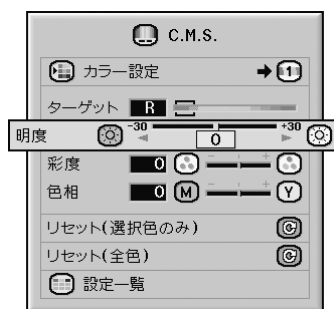 C.M.S.
カラー設定 1
ターゲット R
明度 -30 0 +30
彩度 0 - +
色相 0 M - + Y
リセット(選択色のみ)
リセット(全色)
設定一覧